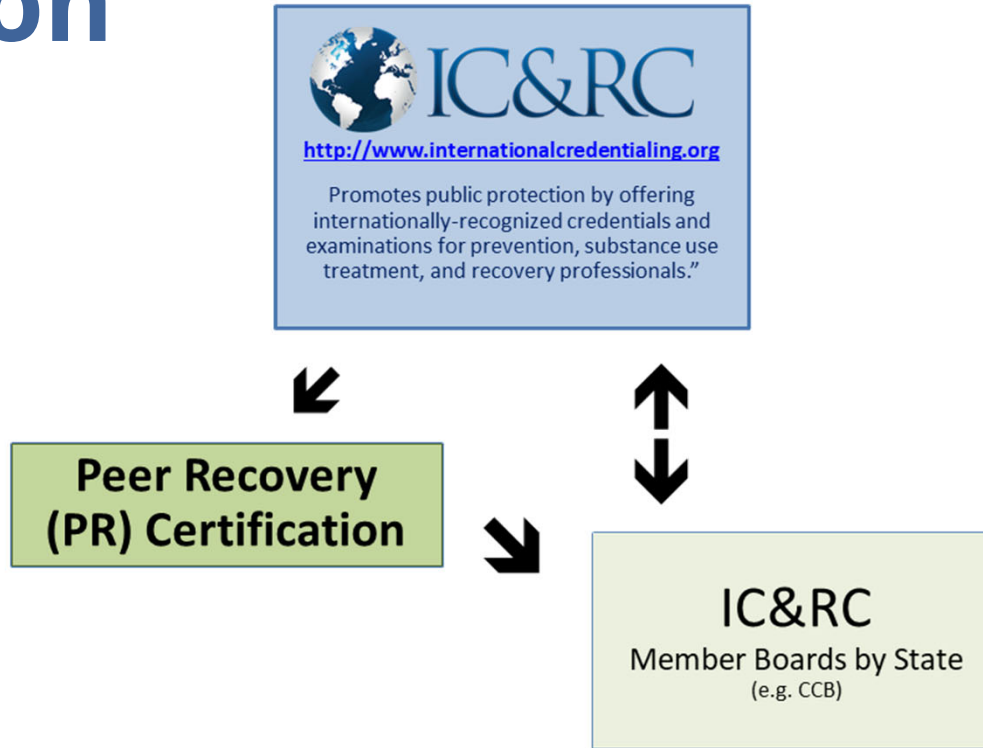 on
IC&RC
http://www.internationalcredentialing.org
Promotes public protection by offering
internationally-recognized credentials and
examinations for prevention, substance use
treatment, and recovery professionals.”
Peer Recovery
(PR) Certification
IC&RC
Member Boards by State
(e.g. CCB)